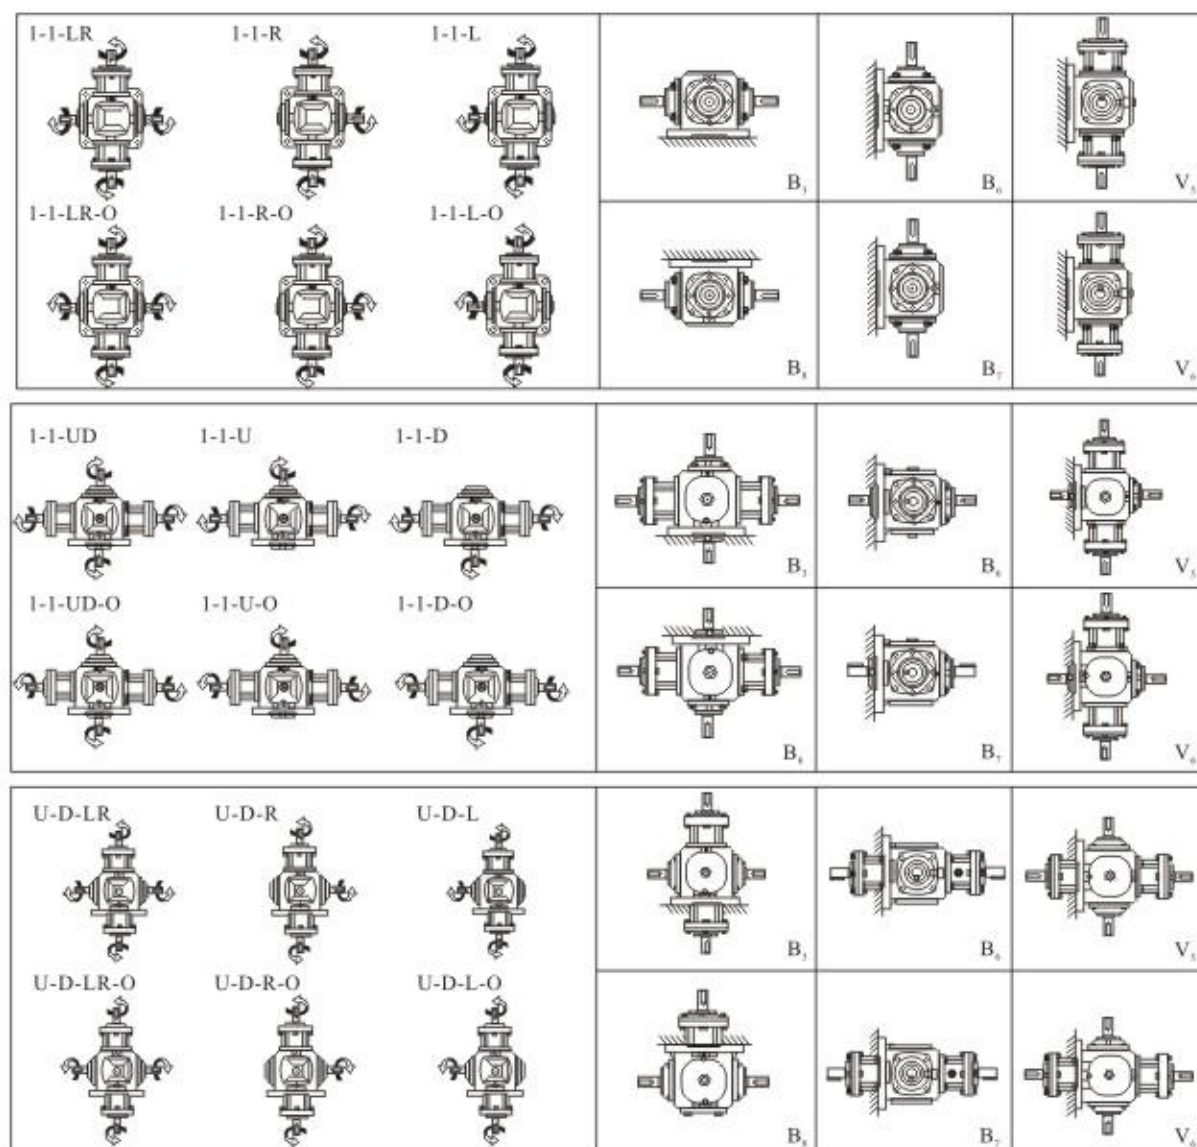 1-1-LR 1-1-R 1-1-L
B₃ B₆ V₅
1-1-LR-O 1-1-R-O 1-1-L-O
B₈ B₇ V₆
1-1-UD 1-1-U 1-1-D
B₃ B₆ V₅
1-1-UD-O 1-1-U-O 1-1-D-O
B₈ B₇ V₆
U-D-LR U-D-R U-D-L
B₃ B₆ V₅
U-D-LR-O U-D-R-O U-D-L-O
B₈ B₇ V₆